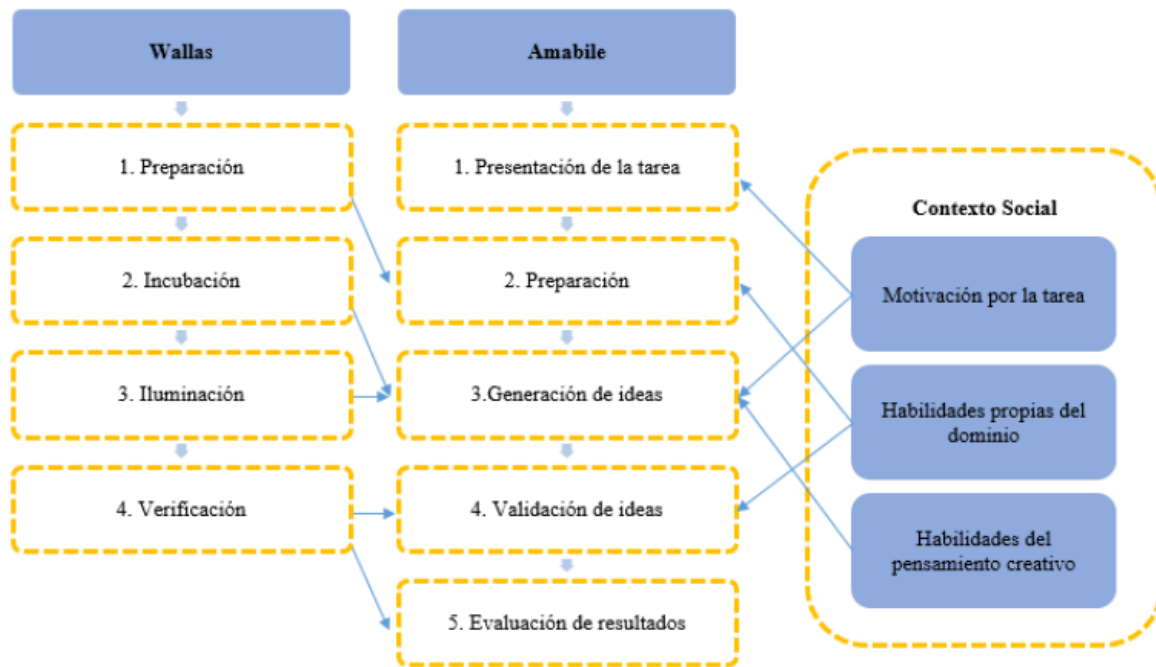 Wallas
1. Preparación
2. Incubación
3. Iluminación
4. Verificación
Amabile
1. Presentación de la tarea
2. Preparación
3.Generación de ideas
4. Validación de ideas
5. Evaluación de resultados
Contexto Social
Motivación por la tarea
Habilidades propias del
dominio
Habilidades del
pensamiento creativo